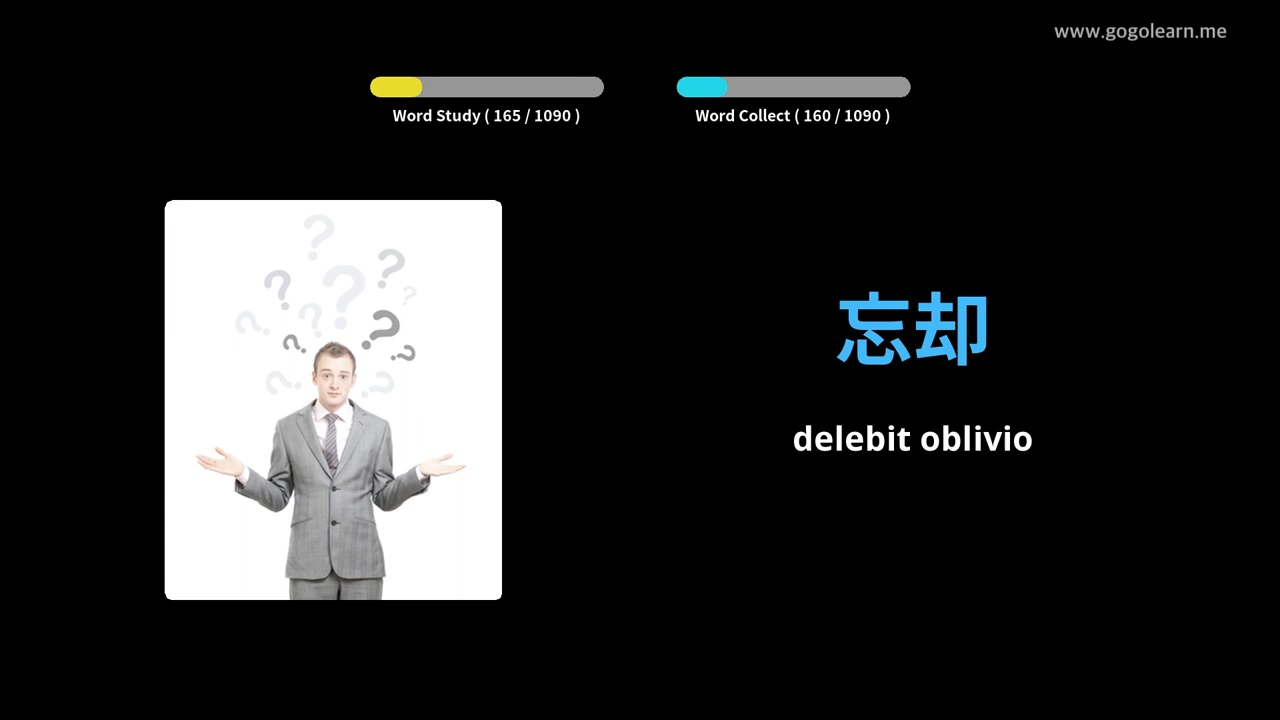 www.gogolearn.me
Word Study ( 165 / 1090 )
Word Collect ( 160 / 1090 )
忘却
delebit oblivio